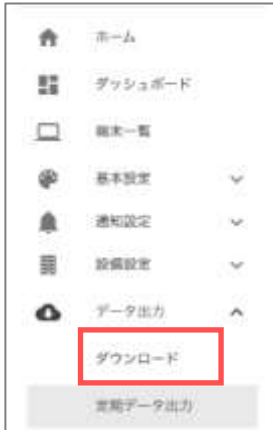 ホーム
ダッシュボード
端末一覧
基本設定
通知設定
設備設定
データ出力
ダウンロード
定期データ出力